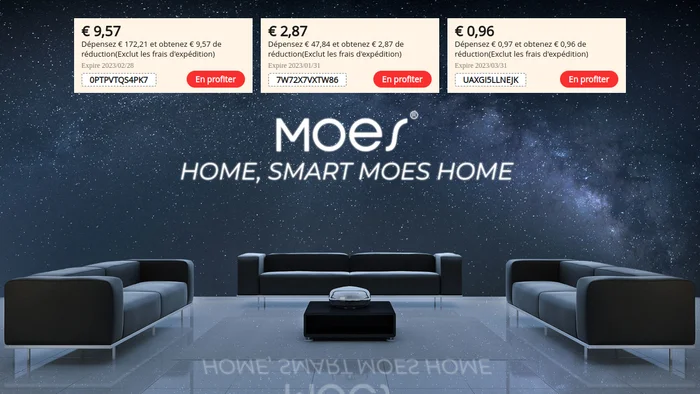 € 9,57
Dépensez € 172,21 et obtenez € 9,57 de
réduction(Exclut les frais d'expédition)
Expire 2023/02/28
0PTPVTQS4PK7
En profiter
€ 2,87
Dépensez € 47,84 et obtenez € 2,87 de
réduction(Exclut les frais d'expédition)
Expire 2023/01/31
7W72X7VXTW86
En profiter
€ 0,96
Dépensez € 0,97 et obtenez € 0,96 de
réduction(Exclut les frais d'expédition)
Expire 2023/03/31
UAXGI5LLNEJK
En profiter
MOES®
HOME, SMART MOES HOME
HOME, SMART MOES HOME
MOES